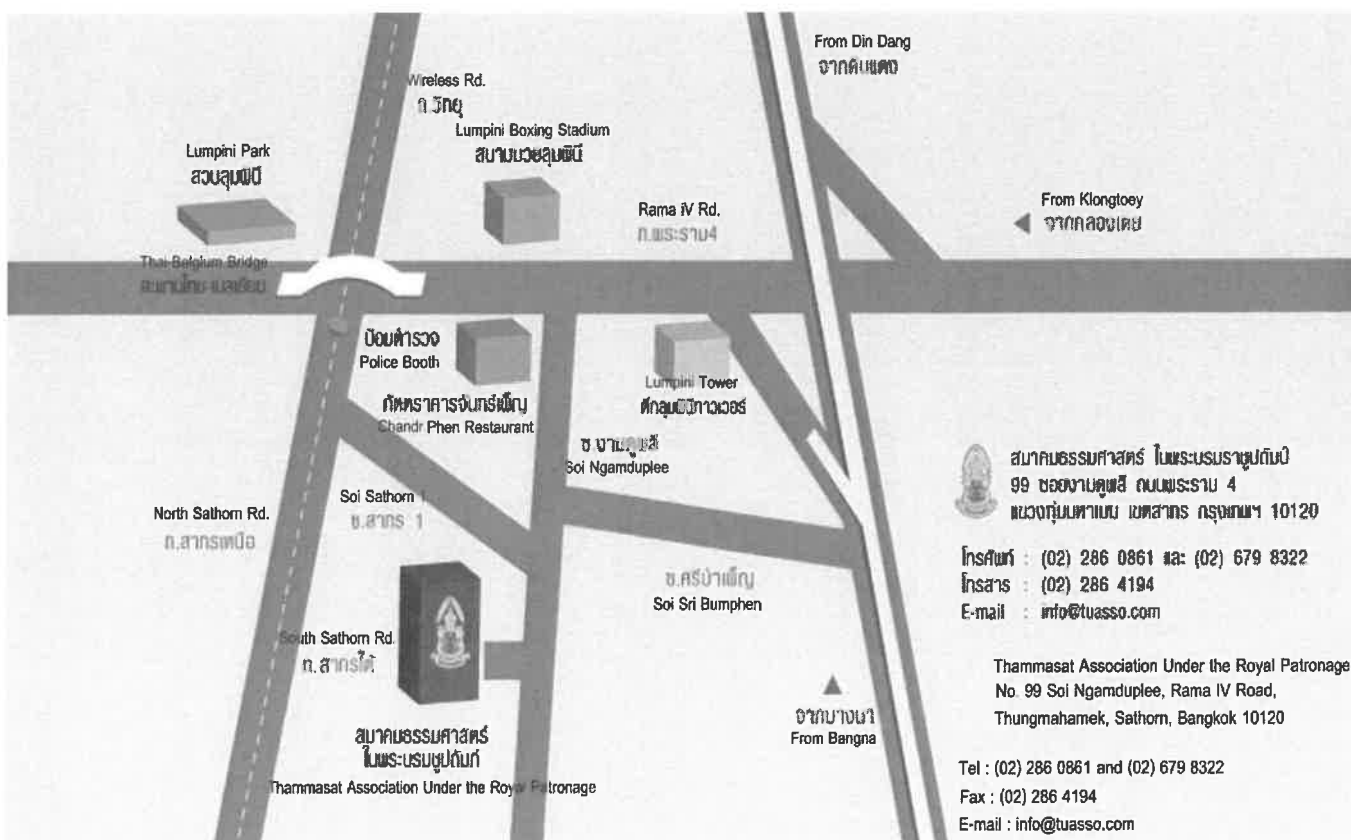 From Din Dang
จากดินแดง
Wireless Rd.
ถ.วิทยุ
Lumpini Boxing Stadium
สนามมวยลุมพินี
Lumpini Park
สวนลุมพินี
Rama IV Rd.
ถ.พระราม4
From Klongtoey
จากคลองเตย
Thai-Belgium Bridge
สะพานไทย-เบลเยี่ยม
ป้อมตำรวจ
Police Booth
Lumpini Tower
ตึกลุมพินีทาวเวอร์
ภัตตราคารจันทร์เพ็ญ
Chandr Phen Restaurant
ซ.งามดูพลี
Soi Ngamduplee
Soi Sathorn 1
ซ.สาทร 1
North Sathorn Rd.
ถ.สาทรเหนือ
ซ.ศรีบำเพ็ญ
Soi Sri Bumphen
South Sathorn Rd.
ถ.สาทรใต้
จากบางนา
From Bangna
สมาคมธรรมศาสตร์
ในพระบรมชูปถัมภ์
Thammasat Association Under the Royal Patronage
สมาคมธรรมศาสตร์ ในพระบรมราชูปถัมป์
99 ซอยงามดูพลี ถนนพระราม 4
แขวงทุ่งมหาเมฆ เขตสาทร กรุงเทพฯ 10120
โทรศัพท์ : (02) 286 0861 และ (02) 679 8322
โทรสาร : (02) 286 4194
E-mail : info@tuasso.com
Thammasat Association Under the Royal Patronage
No. 99 Soi Ngamduplee, Rama IV Road,
Thungmahamek, Sathorn, Bangkok 10120
Tel : (02) 286 0861 and (02) 679 8322
Fax : (02) 286 4194
E-mail : info@tuasso.com